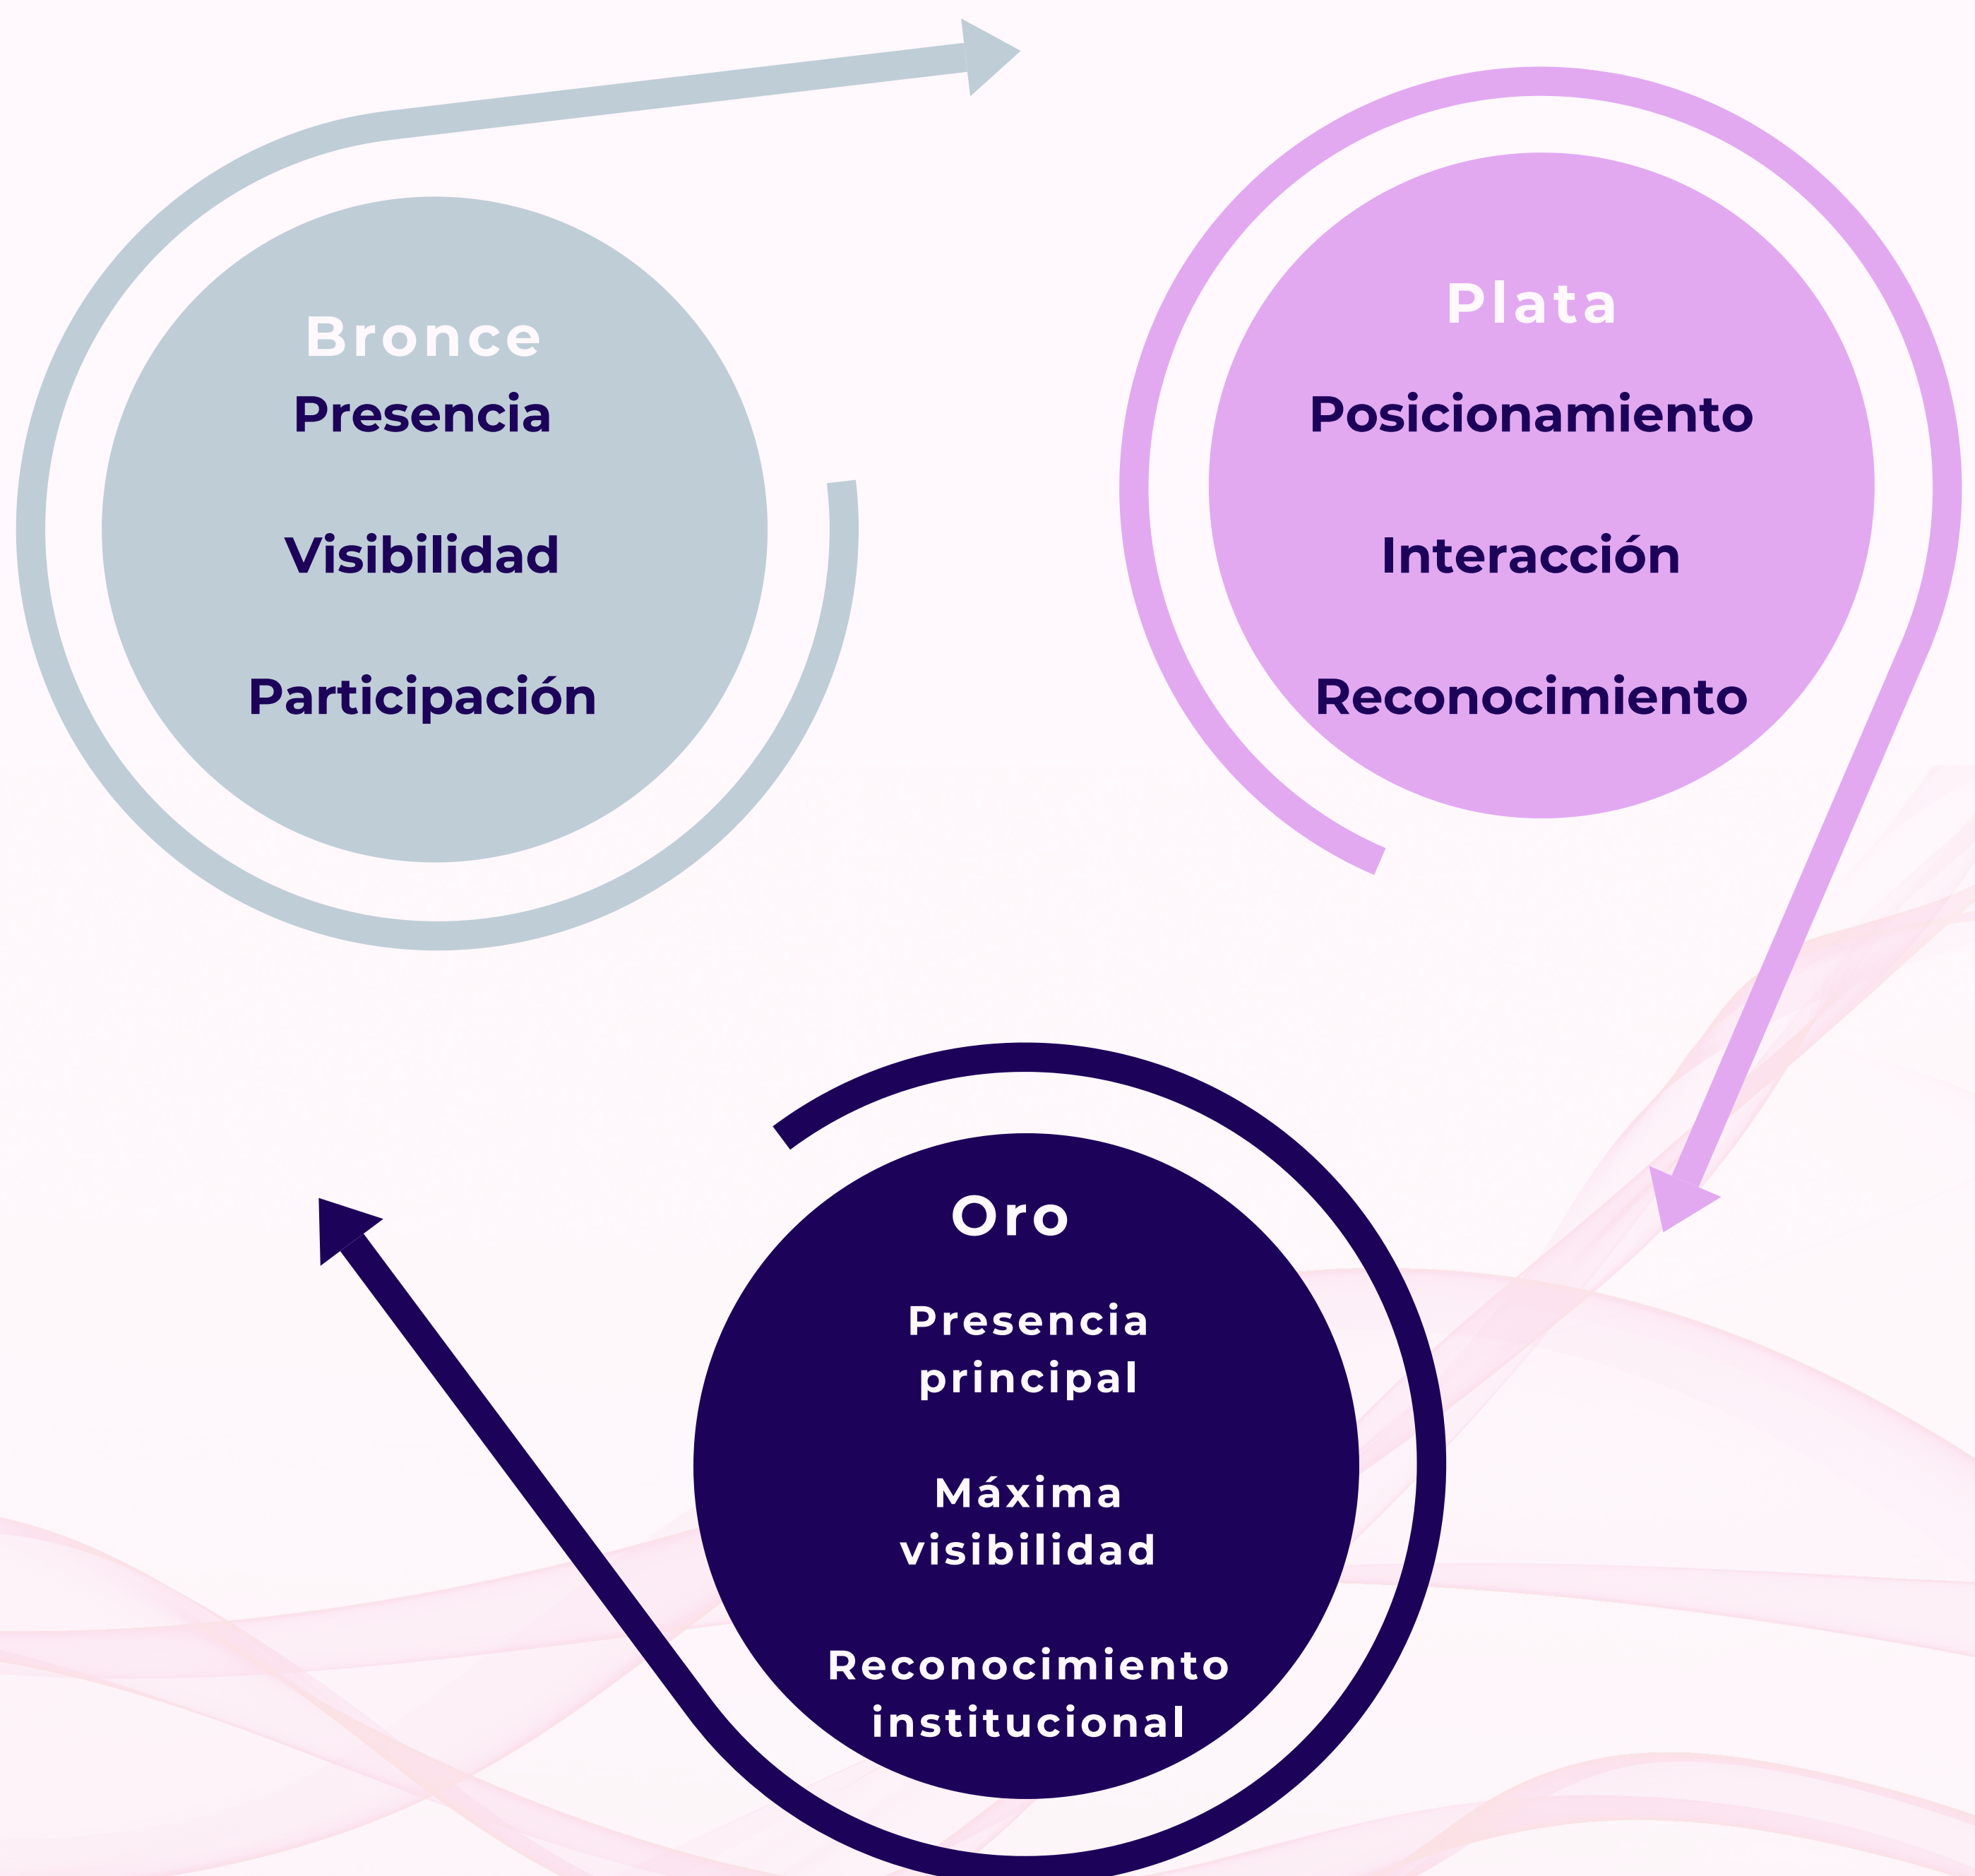 Bronce
Presencia
Visibilidad
Participación
Plata
Posicionamiento
Interacción
Reconocimiento
Oro
Presencia
principal
Máxima
visibilidad
Reconocimiento
institucional